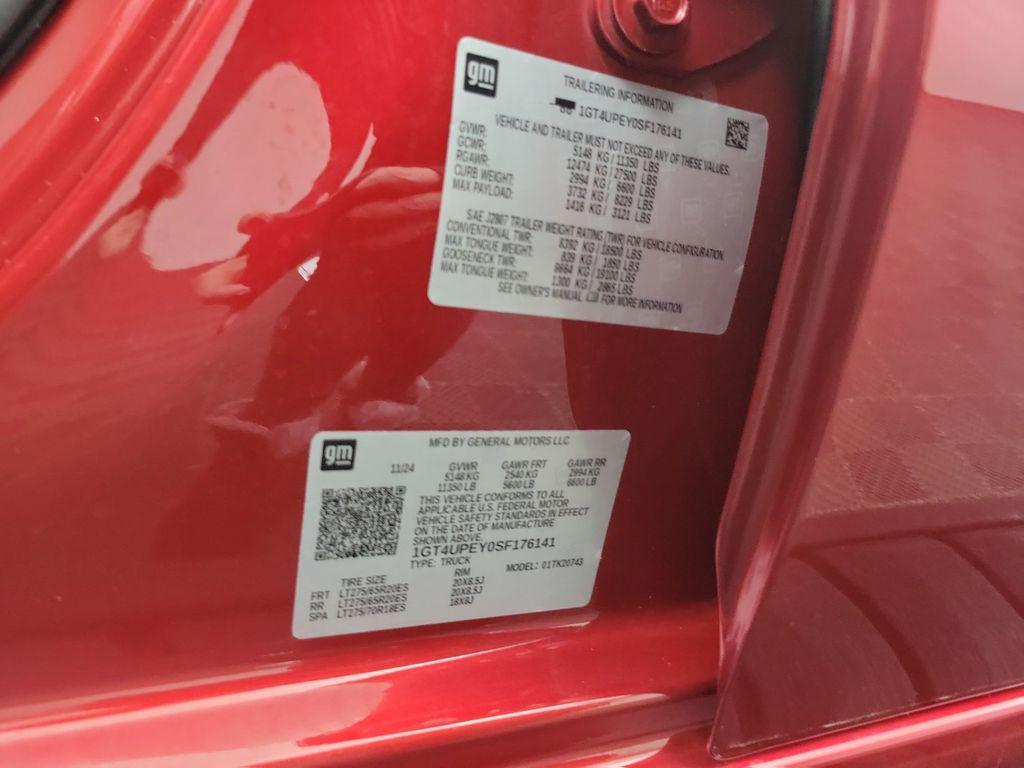 gm
TRAILERING INFORMATION
1GT4UPEY0SF176141
VEHICLE AND TRAILER MUST NOT EXCEED ANY OF THESE VALUES.
GVWR: 5148 KG / 11350 LBS
GCWR: 12474 KG / 27500 LBS
RGAWR: 2994 KG / 6600 LBS
CURB WEIGHT: 3732 KG / 8229 LBS
MAX PAYLOAD: 1416 KG / 3121 LBS
SAE J2807 TRAILER WEIGHT RATING (TWR) FOR VEHICLE CONFIGURATION.
CONVENTIONAL TWR: 8392 KG / 18500 LBS
MAX TONGUE WEIGHT: 839 KG / 1850 LBS
GOOSENECK TWR: 8664 KG / 19100 LBS
MAX TONGUE WEIGHT: 1300 KG / 2865 LBS
SEE OWNER'S MANUAL FOR MORE INFORMATION
gm
MFD BY GENERAL MOTORS LLC
11/24 GVWR GAWR FRT GAWR RR
5148 KG 2540 KG 2994 KG
11350 LB 5600 LB 6600 LB
THIS VEHICLE CONFORMS TO ALL
APPLICABLE U.S. FEDERAL MOTOR
VEHICLE SAFETY STANDARDS IN EFFECT
ON THE DATE OF MANUFACTURE
SHOWN ABOVE.
1GT4UPEY0SF176141
TYPE: TRUCK MODEL: 01TK20743
TIRE SIZE RIM
FRT LT275/65R20ES 20X8.5J
RR LT275/65R20ES 20X8.5J
SPA LT275/70R18ES 18X8J